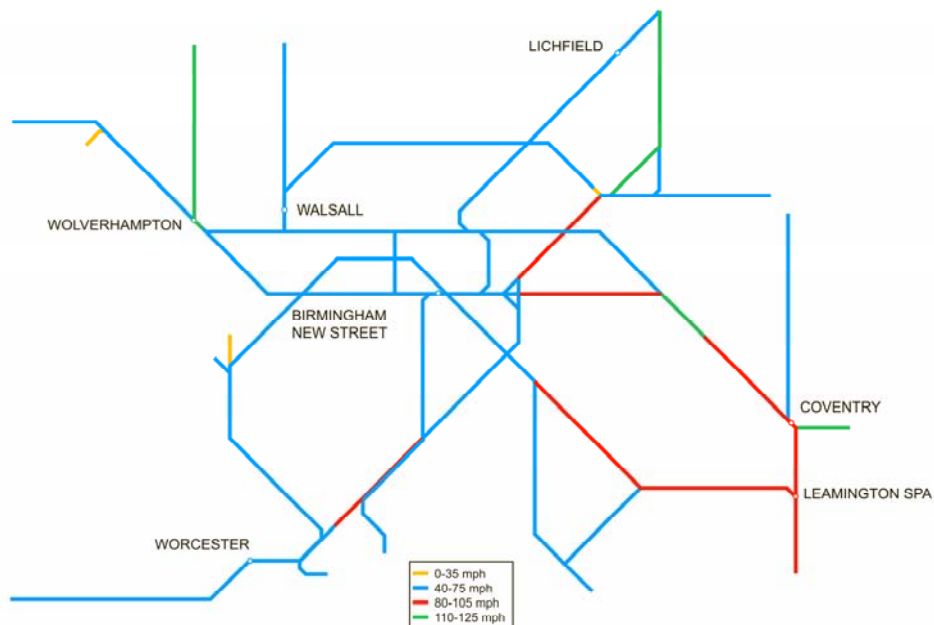 LICHFIELD
WALSALL
WOLVERHAMPTON
BIRMINGHAM
NEW STREET
COVENTRY
LEAMINGTON SPA
WORCESTER
0-35 mph
40-75 mph
80-105 mph
110-125 mph